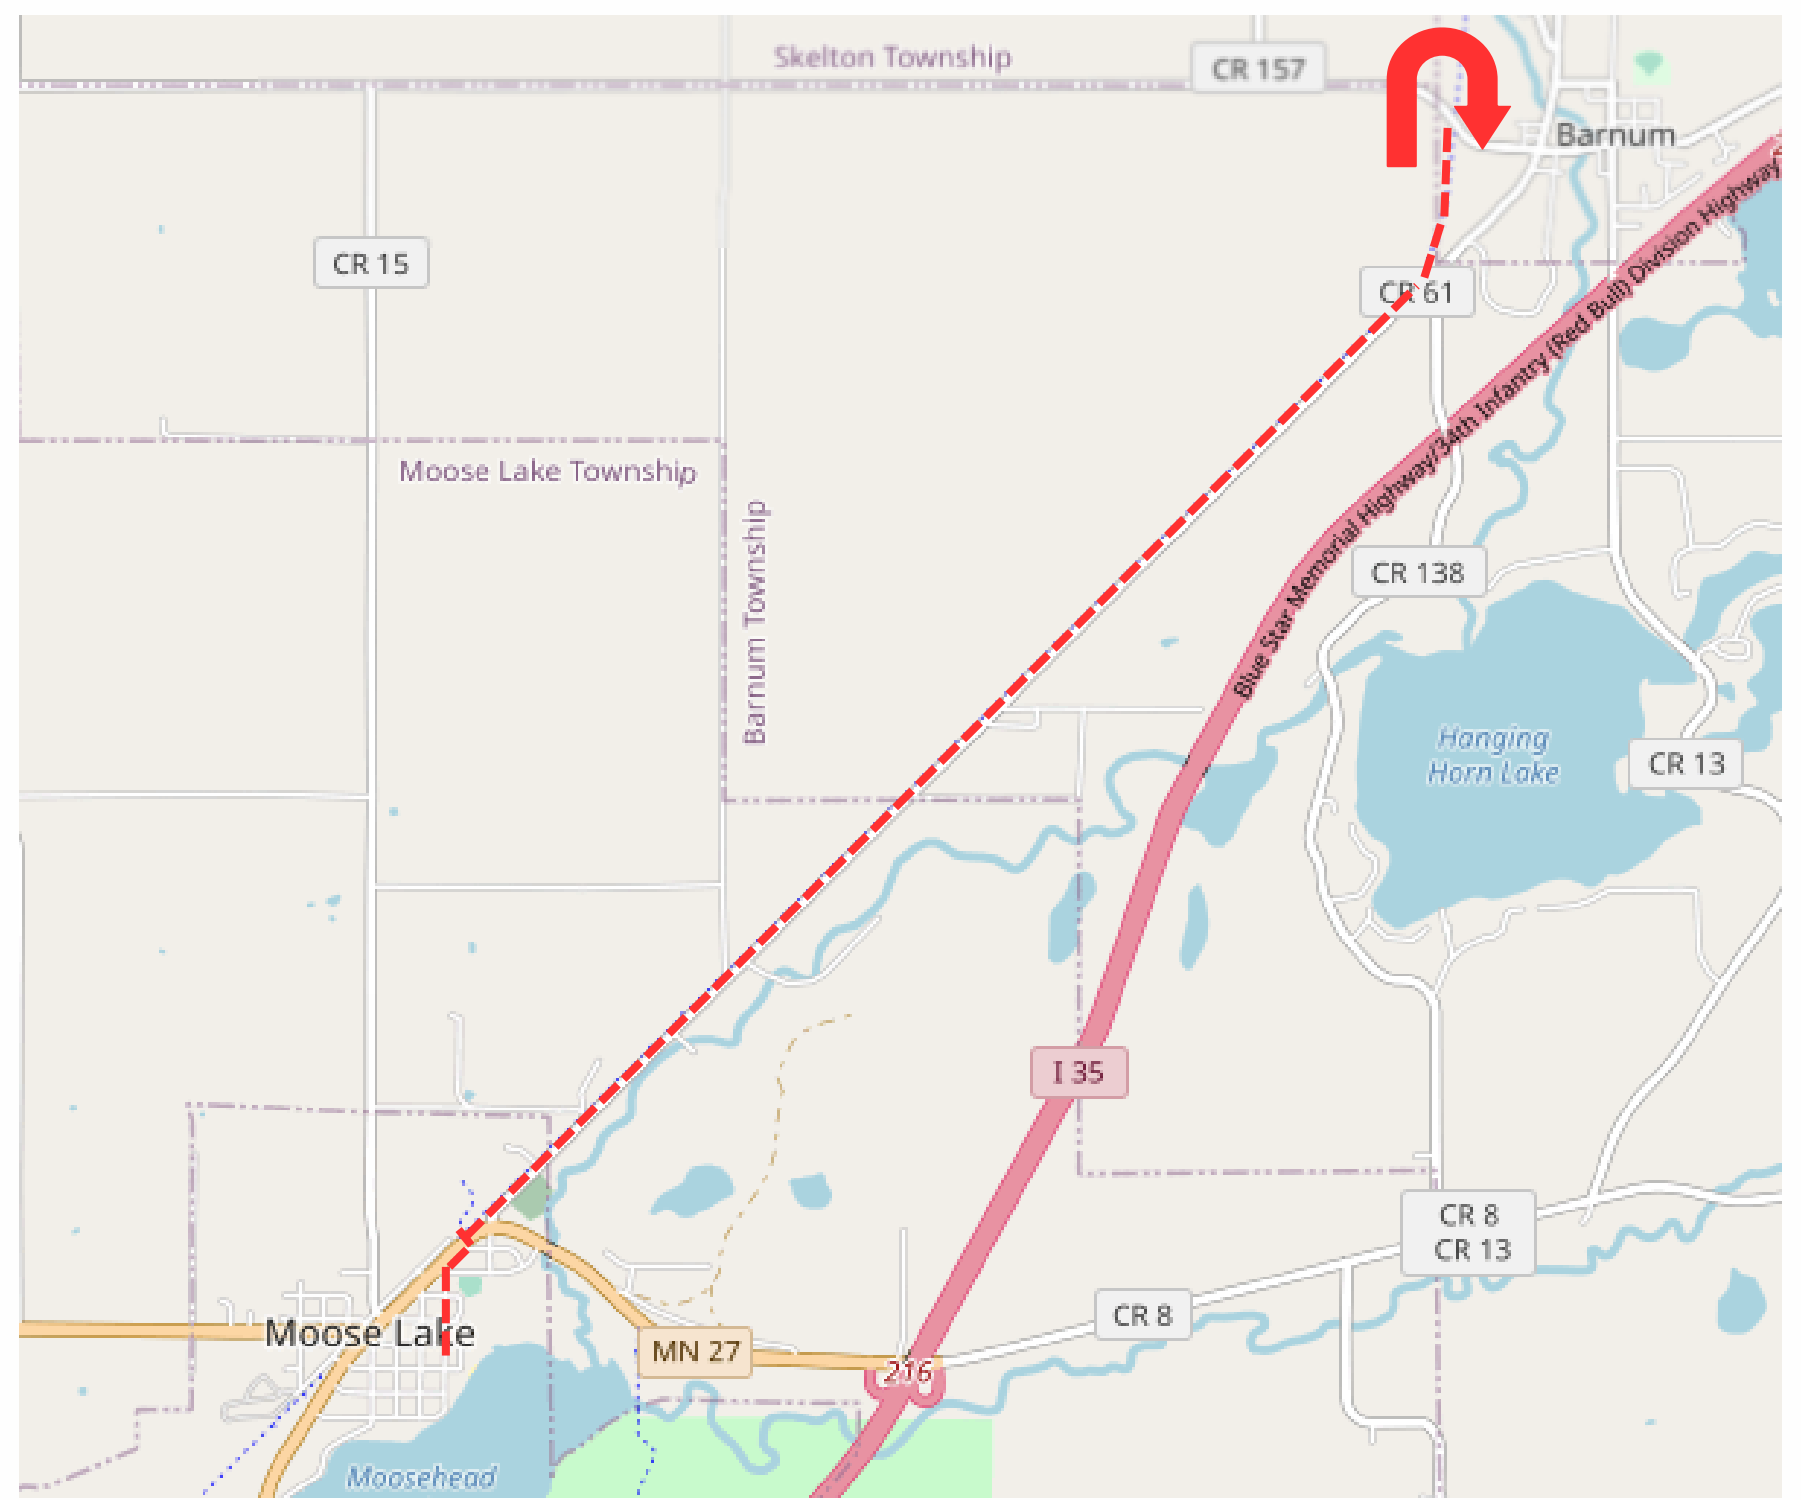 Skelton Township
CR 157
Barnum
CR 15
CR 61
Blue Star Memorial Highway/34th Infantry (Red Bull) Division Highway
Moose Lake Township
Barnum Township
CR 138
Hanging
Horn Lake
CR 13
I 35
CR 8
CR 13
CR 8
Moose Lake
MN 27
216
Moosehead